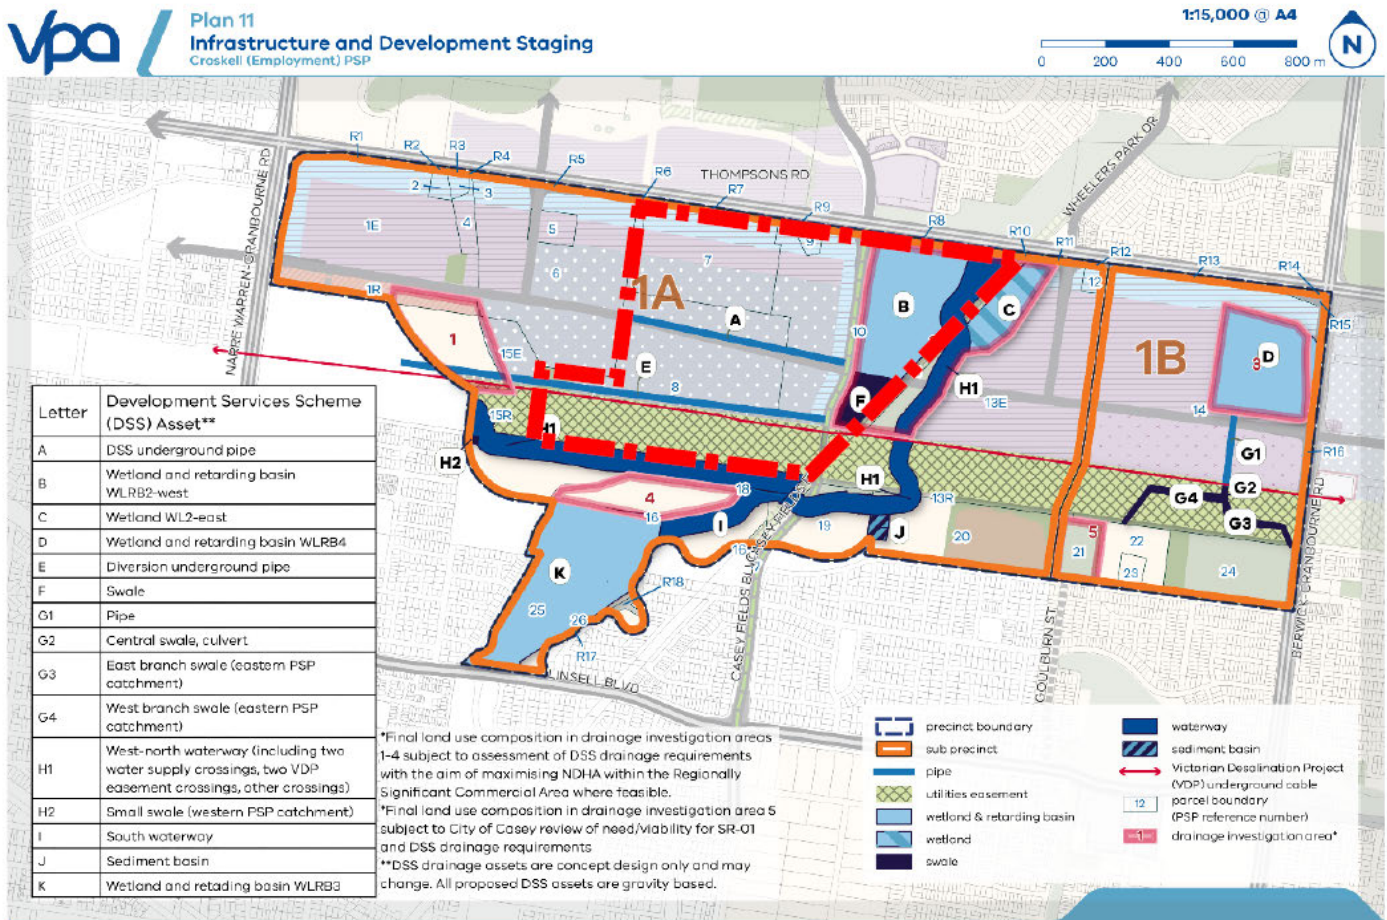 vpa
Plan 11
Infrastructure and Development Staging
Croskell (Employment) PSP
1:15,000 @ A4
0 200 400 600 800 m
N
NARRE WARREN-CRANBOURNE RD
THOMPSONS RD
WHEELERS PARK DR
R1
R2
R3
R4
R5
R6
R7
R9
R8
R10
R11
R12
R13
R14
R15
R16
2
3
1E
4
5
6
7
9
1A
A
B
C
10
12
1B
3
D
1R
1
15E
E
8
F
H1
13E
14
G1
15R
H1
H2
4
18
16
I
H1
13R
G4
G2
G3
19
J
20
5
21
22
23
24
16
K
25
26
R18
R17
CASEY FIELDS BLVD
LINSELL BLVD
GOULBURN ST
BERWICK-CRANBOURNE RD
Letter Development Services Scheme
(DSS) Asset**
A DSS underground pipe
B Wetland and retarding basin
WLRB2-west
C Wetland WL2-east
D Wetland and retarding basin WLRB4
E Diversion underground pipe
F Swale
G1 Pipe
G2 Central swale, culvert
G3 East branch swale (eastern PSP
catchment)
G4 West branch swale (eastern PSP
catchment)
H1 West-north waterway (including two
water supply crossings, two VDP
easement crossings, other crossings)
H2 Small swale (western PSP catchment)
I South waterway
J Sediment basin
K Wetland and retading basin WLRB3
*Final land use composition in drainage investigation areas
1-4 subject to assessment of DSS drainage requirements
with the aim of maximising NDHA within the Regionally
Significant Commercial Area where feasible.
*Final land use composition in drainage investigation area 5
subject to City of Casey review of need/viability for SR-01
and DSS drainage requirements
**DSS drainage assets are concept design only and may
change. All proposed DSS assets are gravity based.
precinct boundary
sub precinct
pipe
utilities easement
wetland & retarding basin
wetland
swale
waterway
sediment basin
Victorian Desalination Project
(VDP) underground cable
12 parcel boundary
(PSP reference number)
1 drainage investigation area*